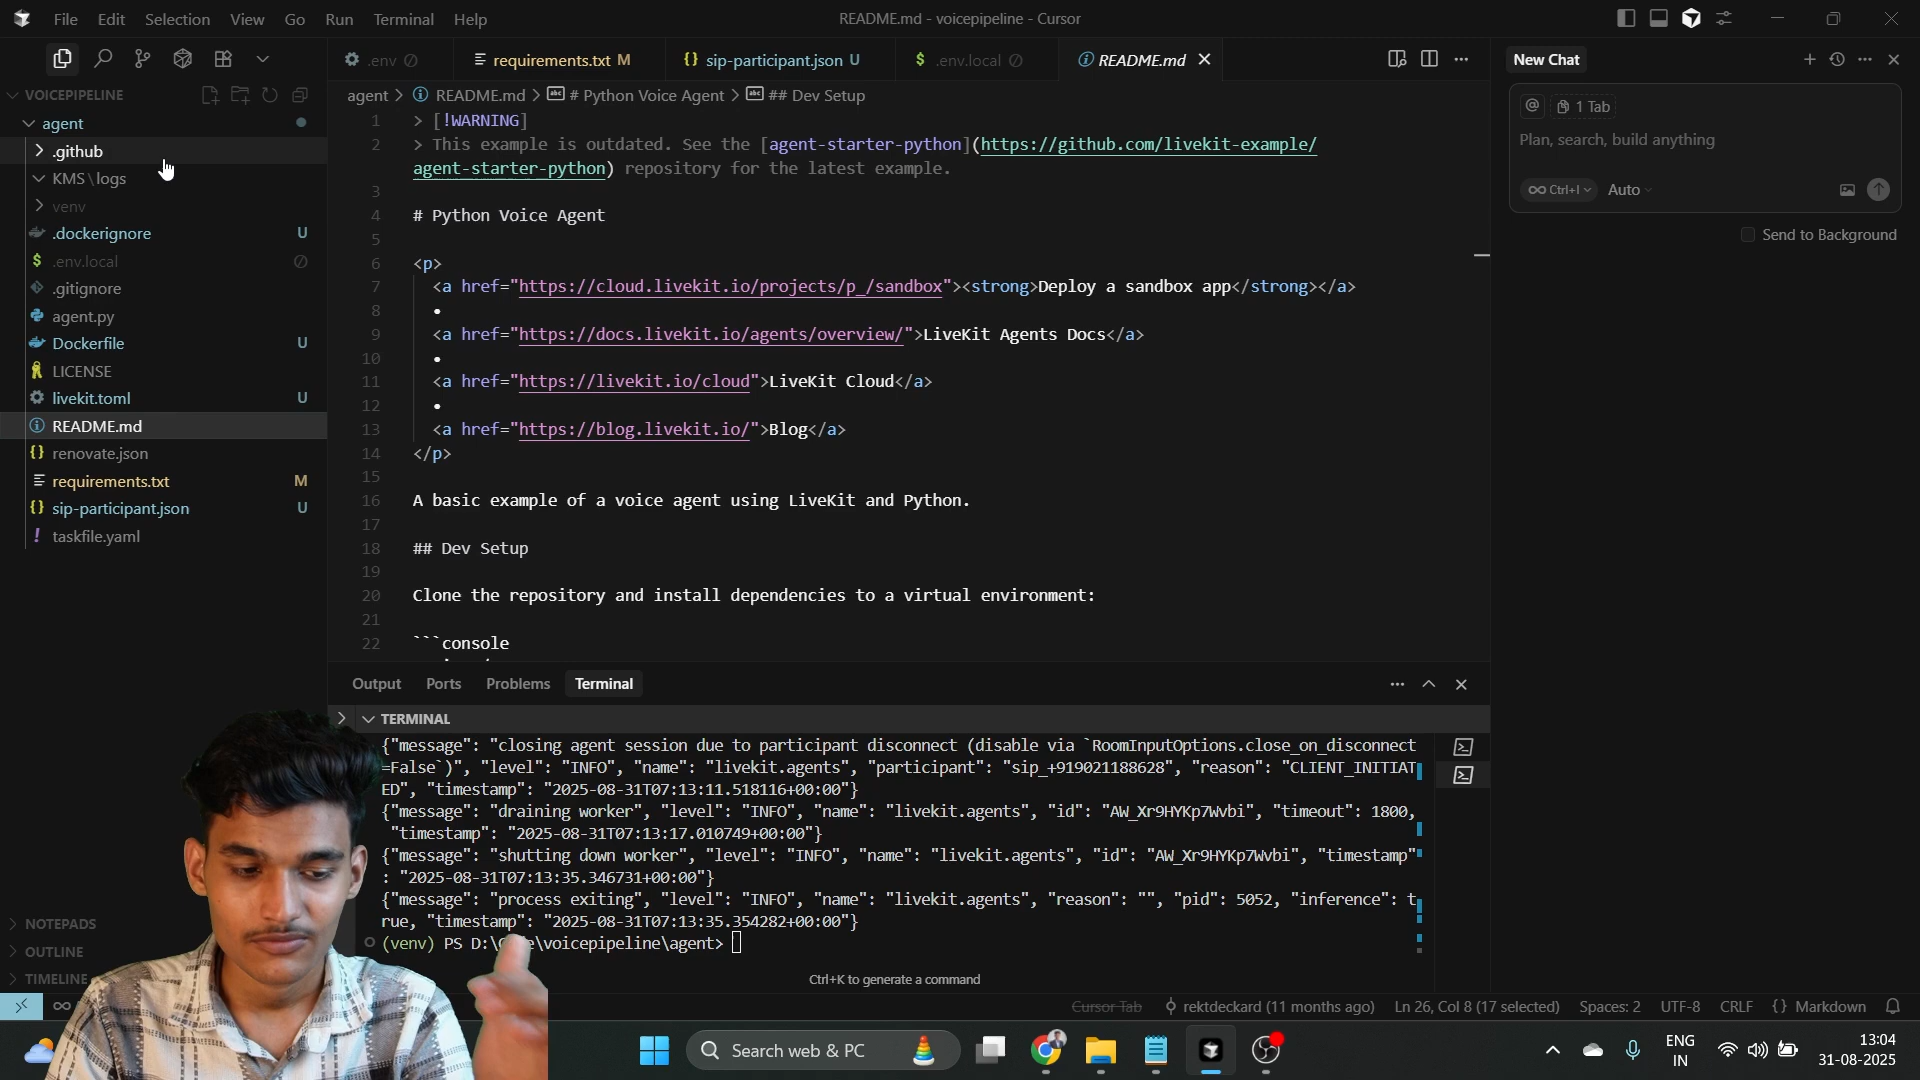 File Edit Selection View Go Run Terminal Help
README.md - voicepipeline - Cursor
.env
requirements.txt M
{} sip-participant.json U
$ .env.local
README.md
New Chat
VOICEPIPELINE
agent
.github
KMS\logs
venv
.dockerignore U
$ .env.local
.gitignore
agent.py
Dockerfile U
LICENSE
livekit.toml U
README.md
{} renovate.json
requirements.txt M
{} sip-participant.json U
! taskfile.yaml
NOTEPADS
OUTLINE
TIMELINE
agent > README.md > # Python Voice Agent > ## Dev Setup
1 > [!WARNING]
2 > This example is outdated. See the [agent-starter-python](https://github.com/livekit-example/
agent-starter-python) repository for the latest example.
3
4 # Python Voice Agent
5
6 <p>
7 <a href="https://cloud.livekit.io/projects/p_/sandbox"><strong>Deploy a sandbox app</strong></a>
8 •
9 <a href="https://docs.livekit.io/agents/overview/">LiveKit Agents Docs</a>
10 •
11 <a href="https://livekit.io/cloud">LiveKit Cloud</a>
12 •
13 <a href="https://blog.livekit.io/">Blog</a>
14 </p>
15
16 A basic example of a voice agent using LiveKit and Python.
17
18 ## Dev Setup
19
20 Clone the repository and install dependencies to a virtual environment:
21
22 ```console
@ 1 Tab
Plan, search, build anything
Ctrl+I Auto
Send to Background
Output Ports Problems Terminal
TERMINAL
{"message": "closing agent session due to participant disconnect (disable via `RoomInputOptions.close_on_disconnect
=False`)", "level": "INFO", "name": "livekit.agents", "participant": "sip_+919021188628", "reason": "CLIENT_INITIAT
ED", "timestamp": "2025-08-31T07:13:11.518116+00:00"}
{"message": "draining worker", "level": "INFO", "name": "livekit.agents", "id": "AW_Xr9HYKp7Wvbi", "timeout": 1800,
"timestamp": "2025-08-31T07:13:17.010749+00:00"}
{"message": "shutting down worker", "level": "INFO", "name": "livekit.agents", "id": "AW_Xr9HYKp7Wvbi", "timestamp"
: "2025-08-31T07:13:35.346731+00:00"}
{"message": "process exiting", "level": "INFO", "name": "livekit.agents", "reason": "", "pid": 5052, "inference": t
rue, "timestamp": "2025-08-31T07:13:35.354282+00:00"}
(venv) PS D:\ e\voicepipeline\agent>
Ctrl+K to generate a command
Cursor Tab rektdeckard (11 months ago) Ln 26, Col 8 (17 selected) Spaces: 2 UTF-8 CRLF {} Markdown
Search web & PC
ENG
IN
13:04
31-08-2025